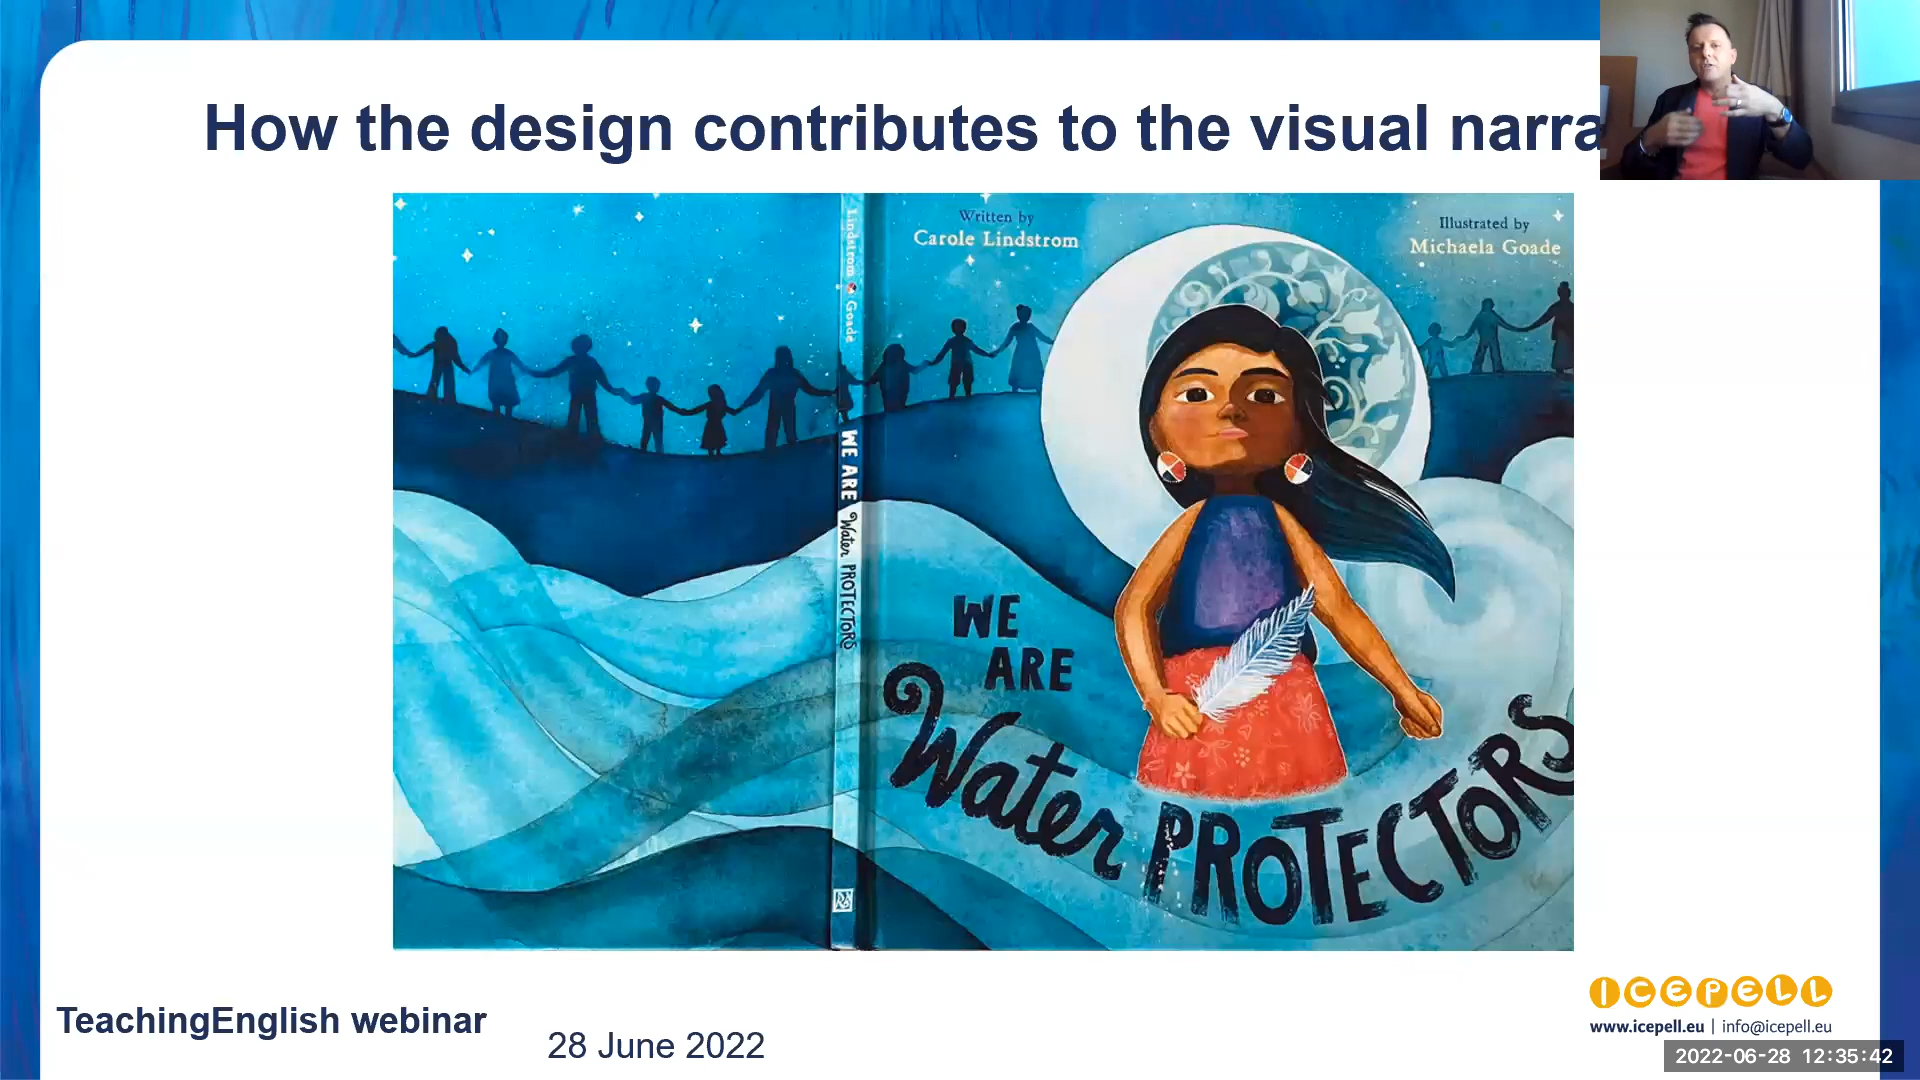 How the design contributes to the visual narra
Written by
Carole Lindstrom
Illustrated by
Michaela Goade
Lindstrom Goade
WE ARE Water PROTECTORS
WE
ARE
Water PROTECTORS
TeachingEnglish webinar
28 June 2022
ICEPELL
www.icepell.eu | info@icepell.eu
2022-06-28 12:35:42